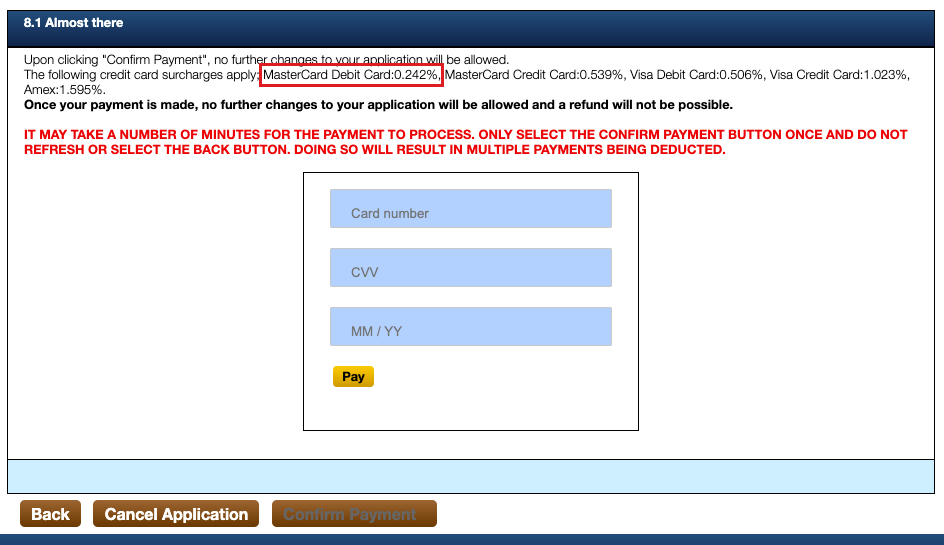 8.1 Almost there
Upon clicking "Confirm Payment", no further changes to your application will be allowed.
The following credit card surcharges apply; MasterCard Debit Card:0.242%, MasterCard Credit Card:0.539%, Visa Debit Card:0.506%, Visa Credit Card:1.023%,
Amex:1.595%.
Once your payment is made, no further changes to your application will be allowed and a refund will not be possible.
IT MAY TAKE A NUMBER OF MINUTES FOR THE PAYMENT TO PROCESS. ONLY SELECT THE CONFIRM PAYMENT BUTTON ONCE AND DO NOT
REFRESH OR SELECT THE BACK BUTTON. DOING SO WILL RESULT IN MULTIPLE PAYMENTS BEING DEDUCTED.
Card number
CVV
MM / YY
Pay
Back Cancel Application Confirm Payment